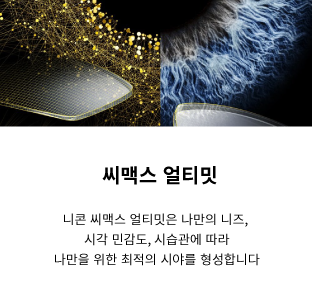 씨맥스 얼티밋
니콘 씨맥스 얼티밋은 나만의 니즈,
시각 민감도, 시습관에 따라
나만을 위한 최적의 시야를 형성합니다